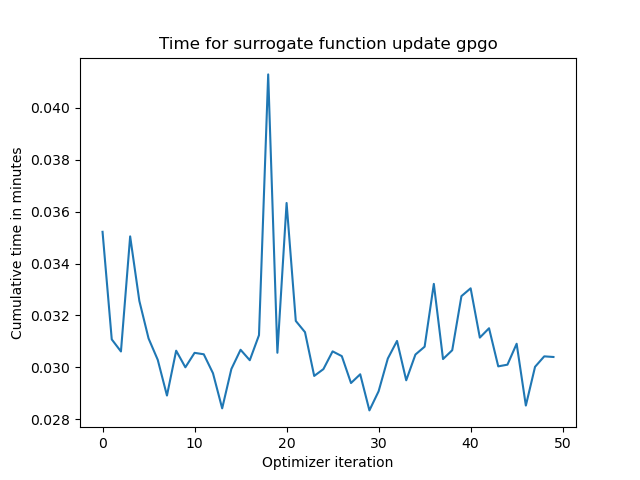 Time for surrogate function update gpgo
Cumulative time in minutes
0.040
0.038
0.036
0.034
0.032
0.030
0.028
0 10 20 30 40 50
Optimizer iteration